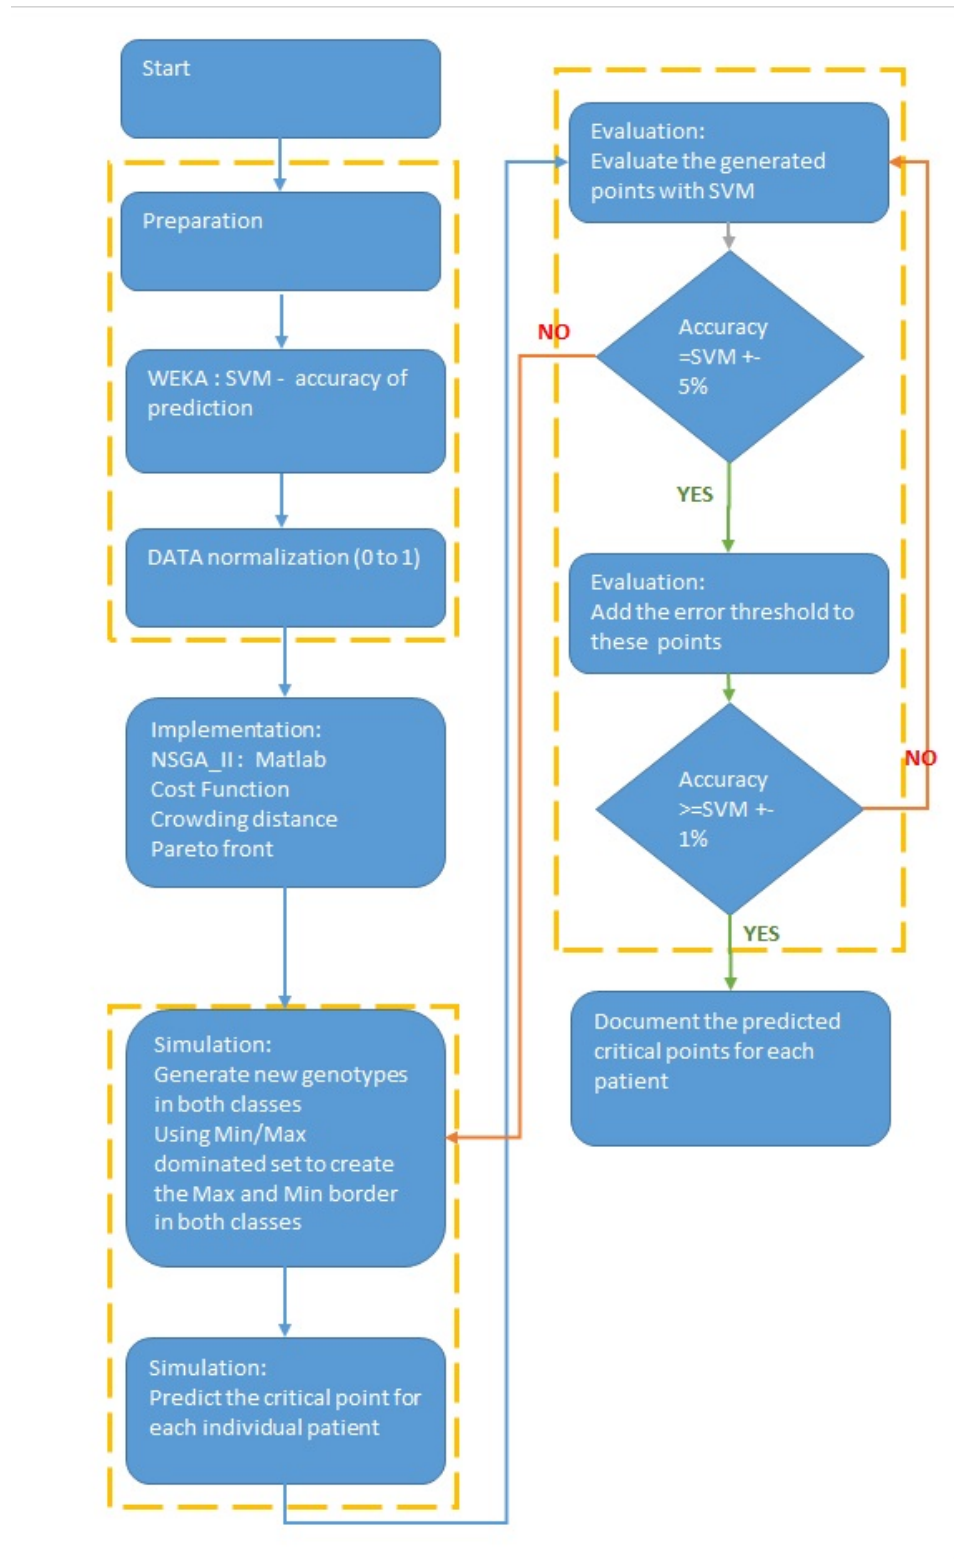 Start
Preparation
WEKA : SVM -  accuracy of
prediction
DATA normalization (0 to 1)
Implementation:
NSGA_II :  Matlab
Cost Function
Crowding distance
Pareto front
Simulation:
Generate new genotypes
in both classes
Using Min/Max
dominated set to create
the Max and Min border
in both classes
Simulation:
Predict the critical point for
each individual patient
Evaluation:
Evaluate the generated
points with SVM
Accuracy
=SVM +-
5%
NO
YES
Evaluation:
Add the error threshold to
these  points
Accuracy
>=SVM +-
1%
NO
YES
Document the predicted
critical points for each
patient